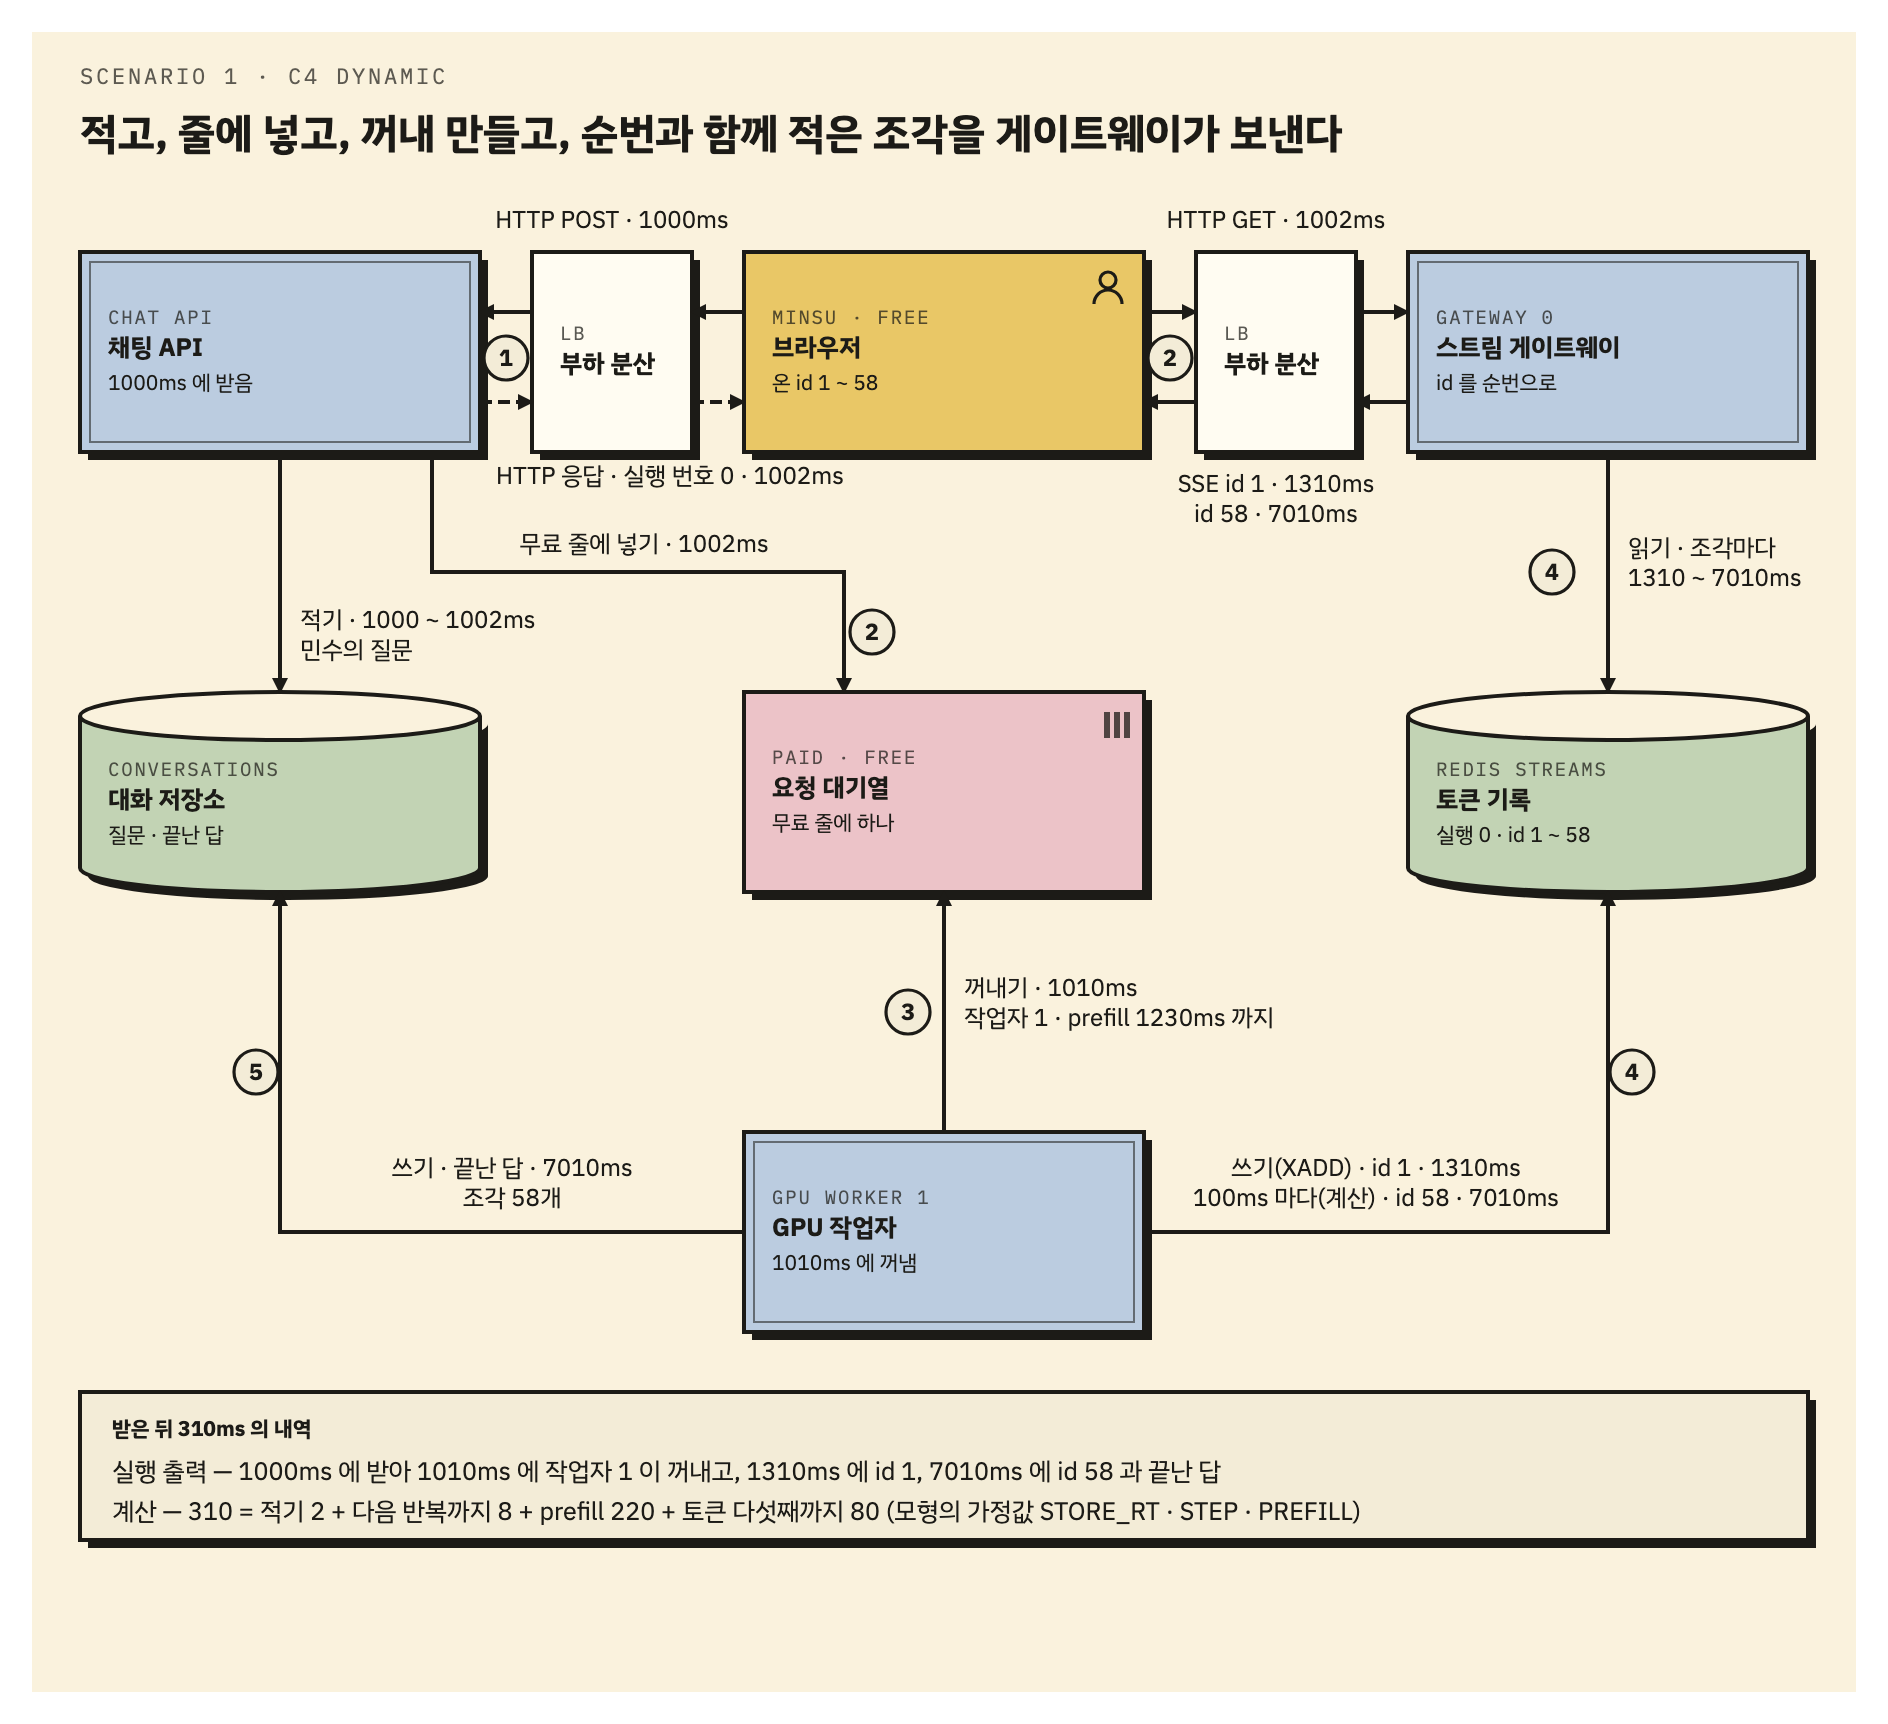 SCENARIO 1 · C4 DYNAMIC
적고, 줄에 넣고, 꺼내 만들고, 순번과 함께 적은 조각을 게이트웨이가 보낸다
HTTP POST · 1000ms
HTTP GET · 1002ms
CHAT API
채팅 API
1000ms 에 받음
1
LB
부하 분산
MINSU · FREE
브라우저
온 id 1 ~ 58
2
LB
부하 분산
GATEWAY 0
스트림 게이트웨이
id 를 순번으로
HTTP 응답 · 실행 번호 0 · 1002ms
SSE id 1 · 1310ms
id 58 · 7010ms
무료 줄에 넣기 · 1002ms
2
적기 · 1000 ~ 1002ms
민수의 질문
4
읽기 · 조각마다
1310 ~ 7010ms
CONVERSATIONS
대화 저장소
질문 · 끝난 답
PAID · FREE
요청 대기열
무료 줄에 하나
REDIS STREAMS
토큰 기록
실행 0 · id 1 ~ 58
3
꺼내기 · 1010ms
작업자 1 · prefill 1230ms 까지
5
4
쓰기 · 끝난 답 · 7010ms
조각 58개
GPU WORKER 1
GPU 작업자
1010ms 에 꺼냄
쓰기(XADD) · id 1 · 1310ms
100ms 마다(계산) · id 58 · 7010ms
받은 뒤 310ms 의 내역
실행 출력 — 1000ms 에 받아 1010ms 에 작업자 1 이 꺼내고, 1310ms 에 id 1, 7010ms 에 id 58 과 끝난 답
계산 — 310 = 적기 2 + 다음 반복까지 8 + prefill 220 + 토큰 다섯째까지 80 (모형의 가정값 STORE_RT · STEP · PREFILL)